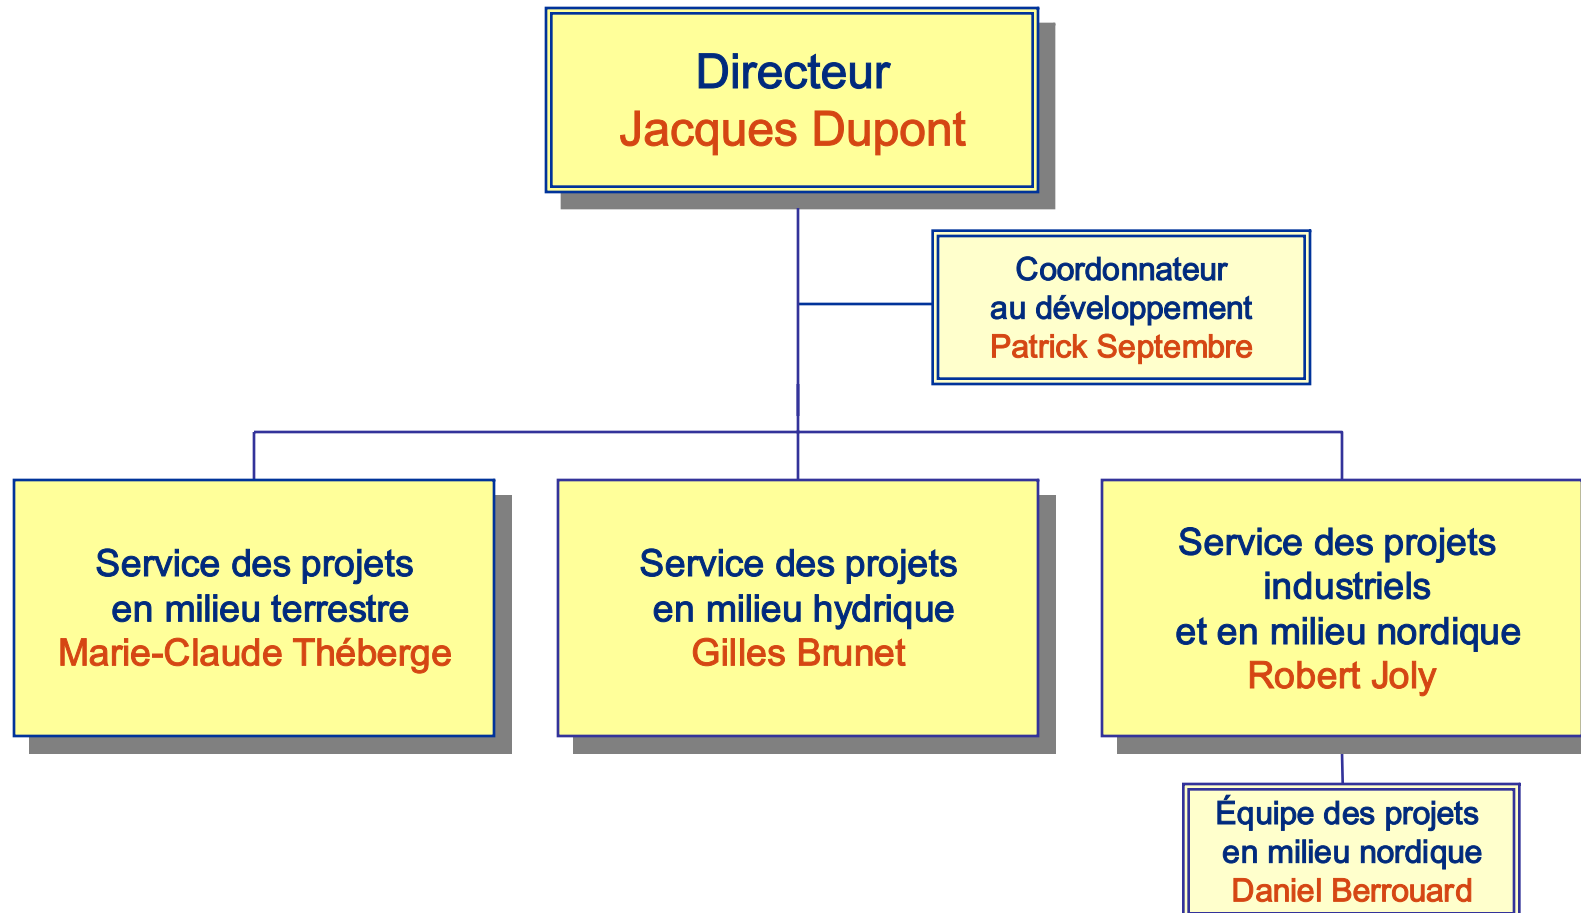 Directeur
Jacques Dupont
Coordonnateur
au développement
Patrick Septembre
Service des projets
en milieu terrestre
Marie-Claude Théberge
Service des projets
en milieu hydrique
Gilles Brunet
Service des projets
industriels
et en milieu nordique
Robert Joly
Équipe des projets
en milieu nordique
Daniel Berrouard